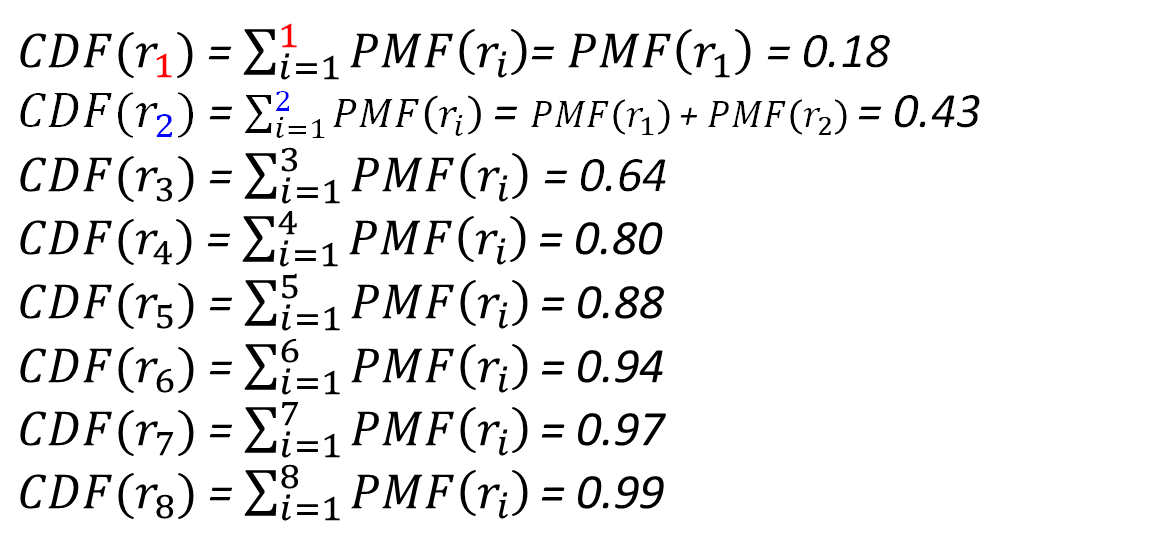 CDF(r₁) = ∑¹ᵢ₌₁ PMF(rᵢ)= PMF(r₁) = 0.18
CDF(r₂) = ∑²ᵢ₌₁ PMF(rᵢ) = PMF(r₁) + PMF(r₂) = 0.43
CDF(r₃) = ∑³ᵢ₌₁ PMF(rᵢ) = 0.64
CDF(r₄) = ∑⁴ᵢ₌₁ PMF(rᵢ) = 0.80
CDF(r₅) = ∑⁵ᵢ₌₁ PMF(rᵢ) = 0.88
CDF(r₆) = ∑⁶ᵢ₌₁ PMF(rᵢ) = 0.94
CDF(r₇) = ∑⁷ᵢ₌₁ PMF(rᵢ) = 0.97
CDF(r₈) = ∑⁸ᵢ₌₁ PMF(rᵢ) = 0.99